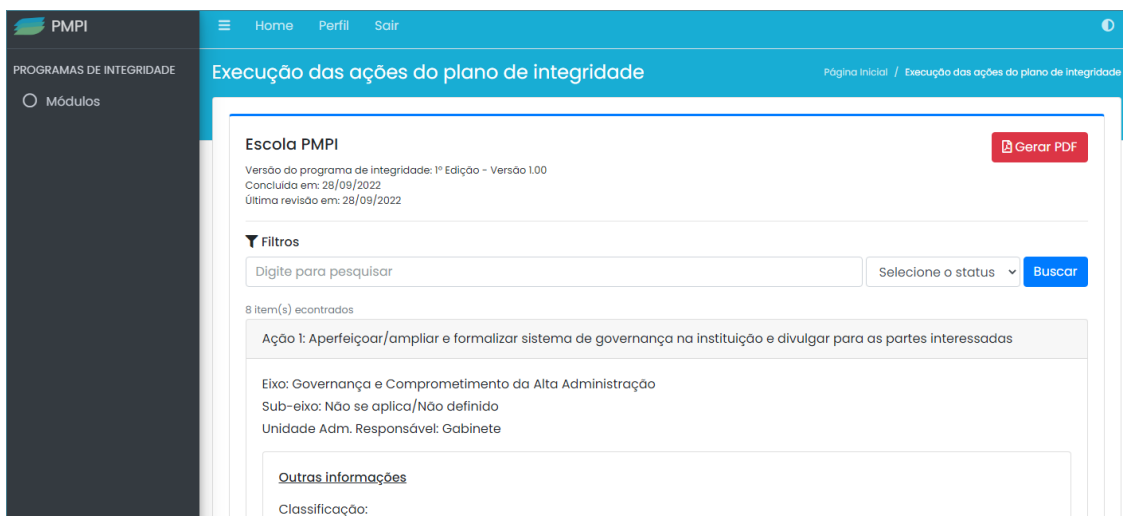 PMPI
Home Perfil Sair
PROGRAMAS DE INTEGRIDADE
Módulos
Execução das ações do plano de integridade
Página Inicial / Execução das ações do plano de integridade
Escola PMPI
Gerar PDF
Versão do programa de integridade: 1º Edição - Versão 1.00
Concluída em: 28/09/2022
Última revisão em: 28/09/2022
Filtros
Digite para pesquisar
Selecione o status
Buscar
8 item(s) econtrados
Ação 1: Aperfeiçoar/ampliar e formalizar sistema de governança na instituição e divulgar para as partes interessadas
Eixo: Governança e Comprometimento da Alta Administração
Sub-eixo: Não se aplica/Não definido
Unidade Adm. Responsável: Gabinete
Outras informações
Classificação: